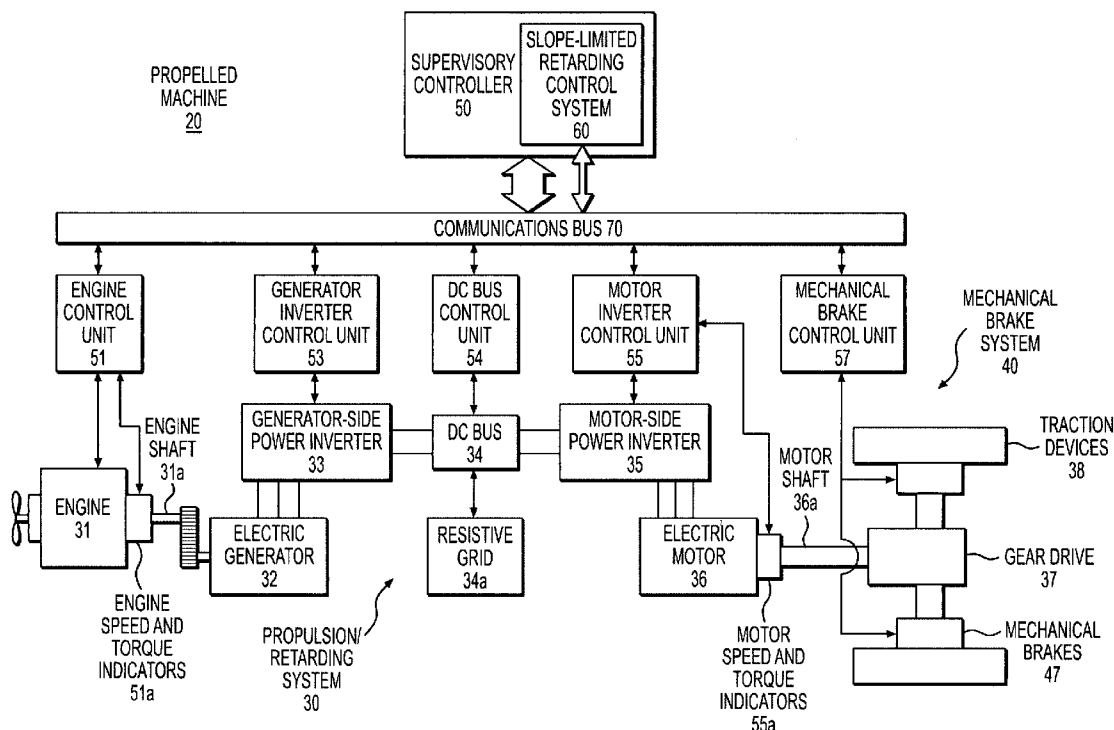 PROPELLED
MACHINE
20
SUPERVISORY
CONTROLLER
50
SLOPE-LIMITED
RETARDING
CONTROL
SYSTEM
60
COMMUNICATIONS BUS 70
ENGINE
CONTROL
UNIT
51
GENERATOR
INVERTER
CONTROL UNIT
53
DC BUS
CONTROL
UNIT
54
MOTOR
INVERTER
CONTROL UNIT
55
MECHANICAL
BRAKE
CONTROL UNIT
57
MECHANICAL
BRAKE
SYSTEM
40
ENGINE
SHAFT
31a
GENERATOR-SIDE
POWER INVERTER
33
DC BUS
34
MOTOR-SIDE
POWER INVERTER
35
MOTOR
SHAFT
36a
TRACTION
DEVICES
38
ENGINE
31
ELECTRIC
GENERATOR
32
RESISTIVE
GRID
34a
ELECTRIC
MOTOR
36
GEAR DRIVE
37
ENGINE
SPEED AND
TORQUE
INDICATORS
51a
PROPULSION/
RETARDING
SYSTEM
30
MOTOR
SPEED AND
TORQUE
INDICATORS
55a
MECHANICAL
BRAKES
47